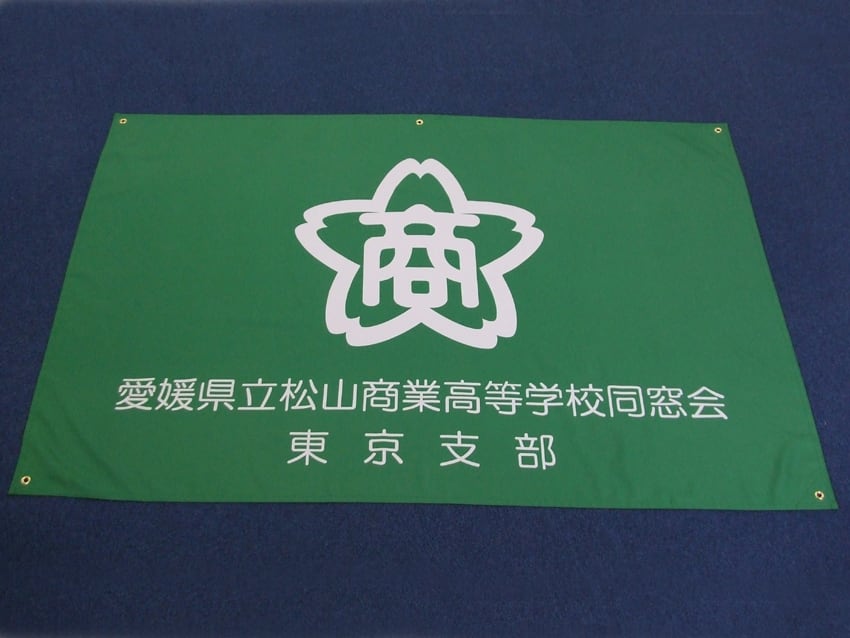 商
愛媛県立松山商業高等学校同窓会
東京支部